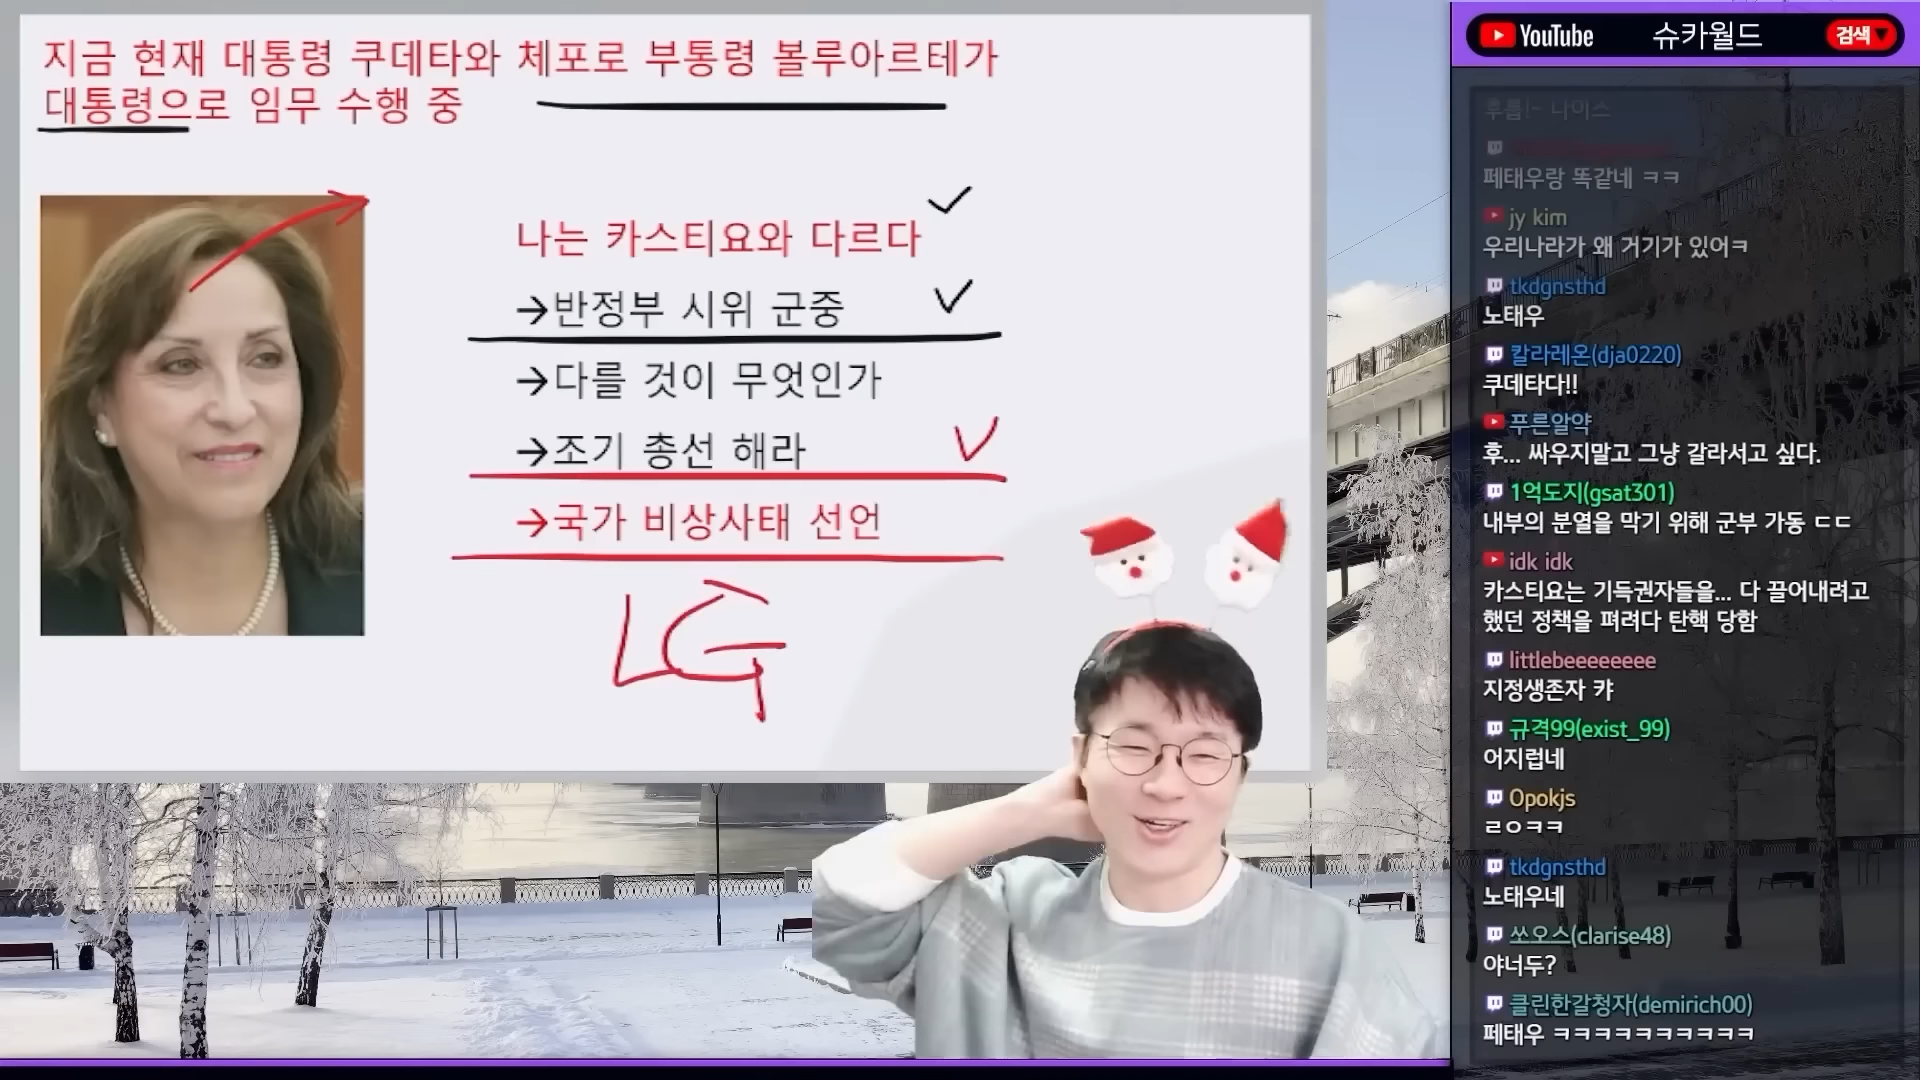 지금 현재 대통령 쿠데타와 체포로 부통령 볼루아르테가
대통령으로 임무 수행 중
나는 카스티요와 다르다
→반정부 시위 군중
→다를 것이 무엇인가
→조기 총선 해라
→국가 비상사태 선언
LG
YouTube 슈카월드 검색
후룹!- 나이스
페태우랑 똑같네 ㅋㅋ
jy kim
우리나라가 왜 거기가 있어ㅋ
tkdgnsthd
노태우
칼라레온(dja0220)
쿠데타다!!
푸른알약
후... 싸우지말고 그냥 갈라서고 싶다.
1억도지(gsat301)
내부의 분열을 막기 위해 군부 가동 ㄷㄷ
idk idk
카스티요는 기득권자들을... 다 끌어내려고
했던 정책을 펴려다 탄핵 당함
littlebeeeeeeee
지정생존자 캬
규격99(exist_99)
어지럽네
Opokjs
ㄹㅇㅋㅋ
tkdgnsthd
노태우네
쏘오스(clarise48)
야너두?
클린한갈청자(demirich00)
페태우 ㅋㅋㅋㅋㅋㅋㅋㅋㅋㅋ